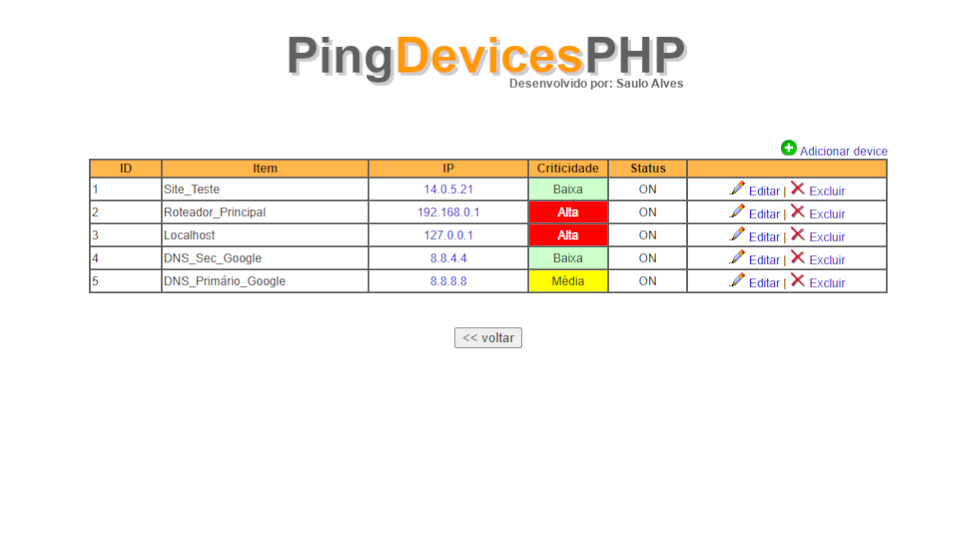 PingDevicesPHP
Desenvolvido por: Saulo Alves
Adicionar device
ID Item IP Criticidade Status
1 Site_Teste 14.0.5.21 Baixa ON Editar | Excluir
2 Roteador_Principal 192.168.0.1 Alta ON Editar | Excluir
3 Localhost 127.0.0.1 Alta ON Editar | Excluir
4 DNS_Sec_Google 8.8.4.4 Baixa ON Editar | Excluir
5 DNS_Primário_Google 8.8.8.8 Média ON Editar | Excluir
<< voltar